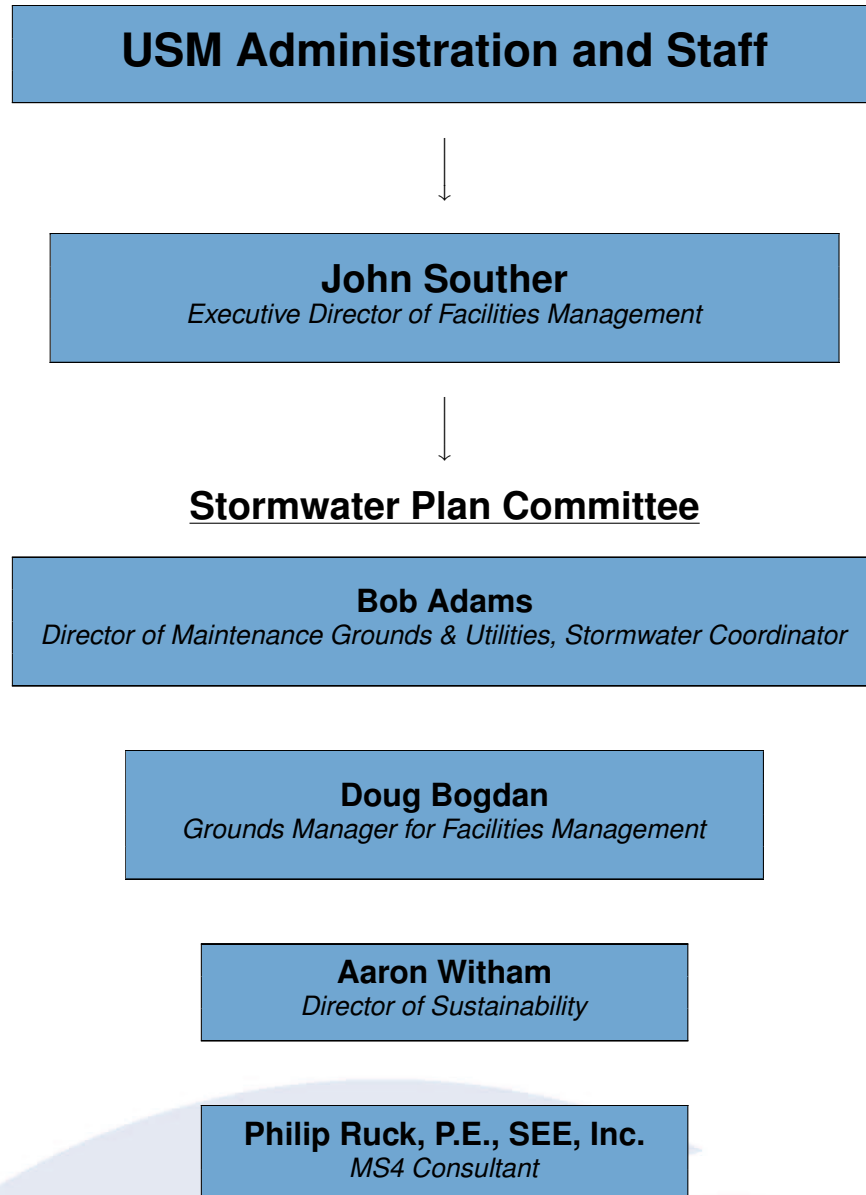 USM Administration and Staff
John Souther
Executive Director of Facilities Management
Stormwater Plan Committee
Bob Adams
Director of Maintenance Grounds & Utilities, Stormwater Coordinator
Doug Bogdan
Grounds Manager for Facilities Management
Aaron Witham
Director of Sustainability
Philip Ruck, P.E., SEE, Inc.
MS4 Consultant